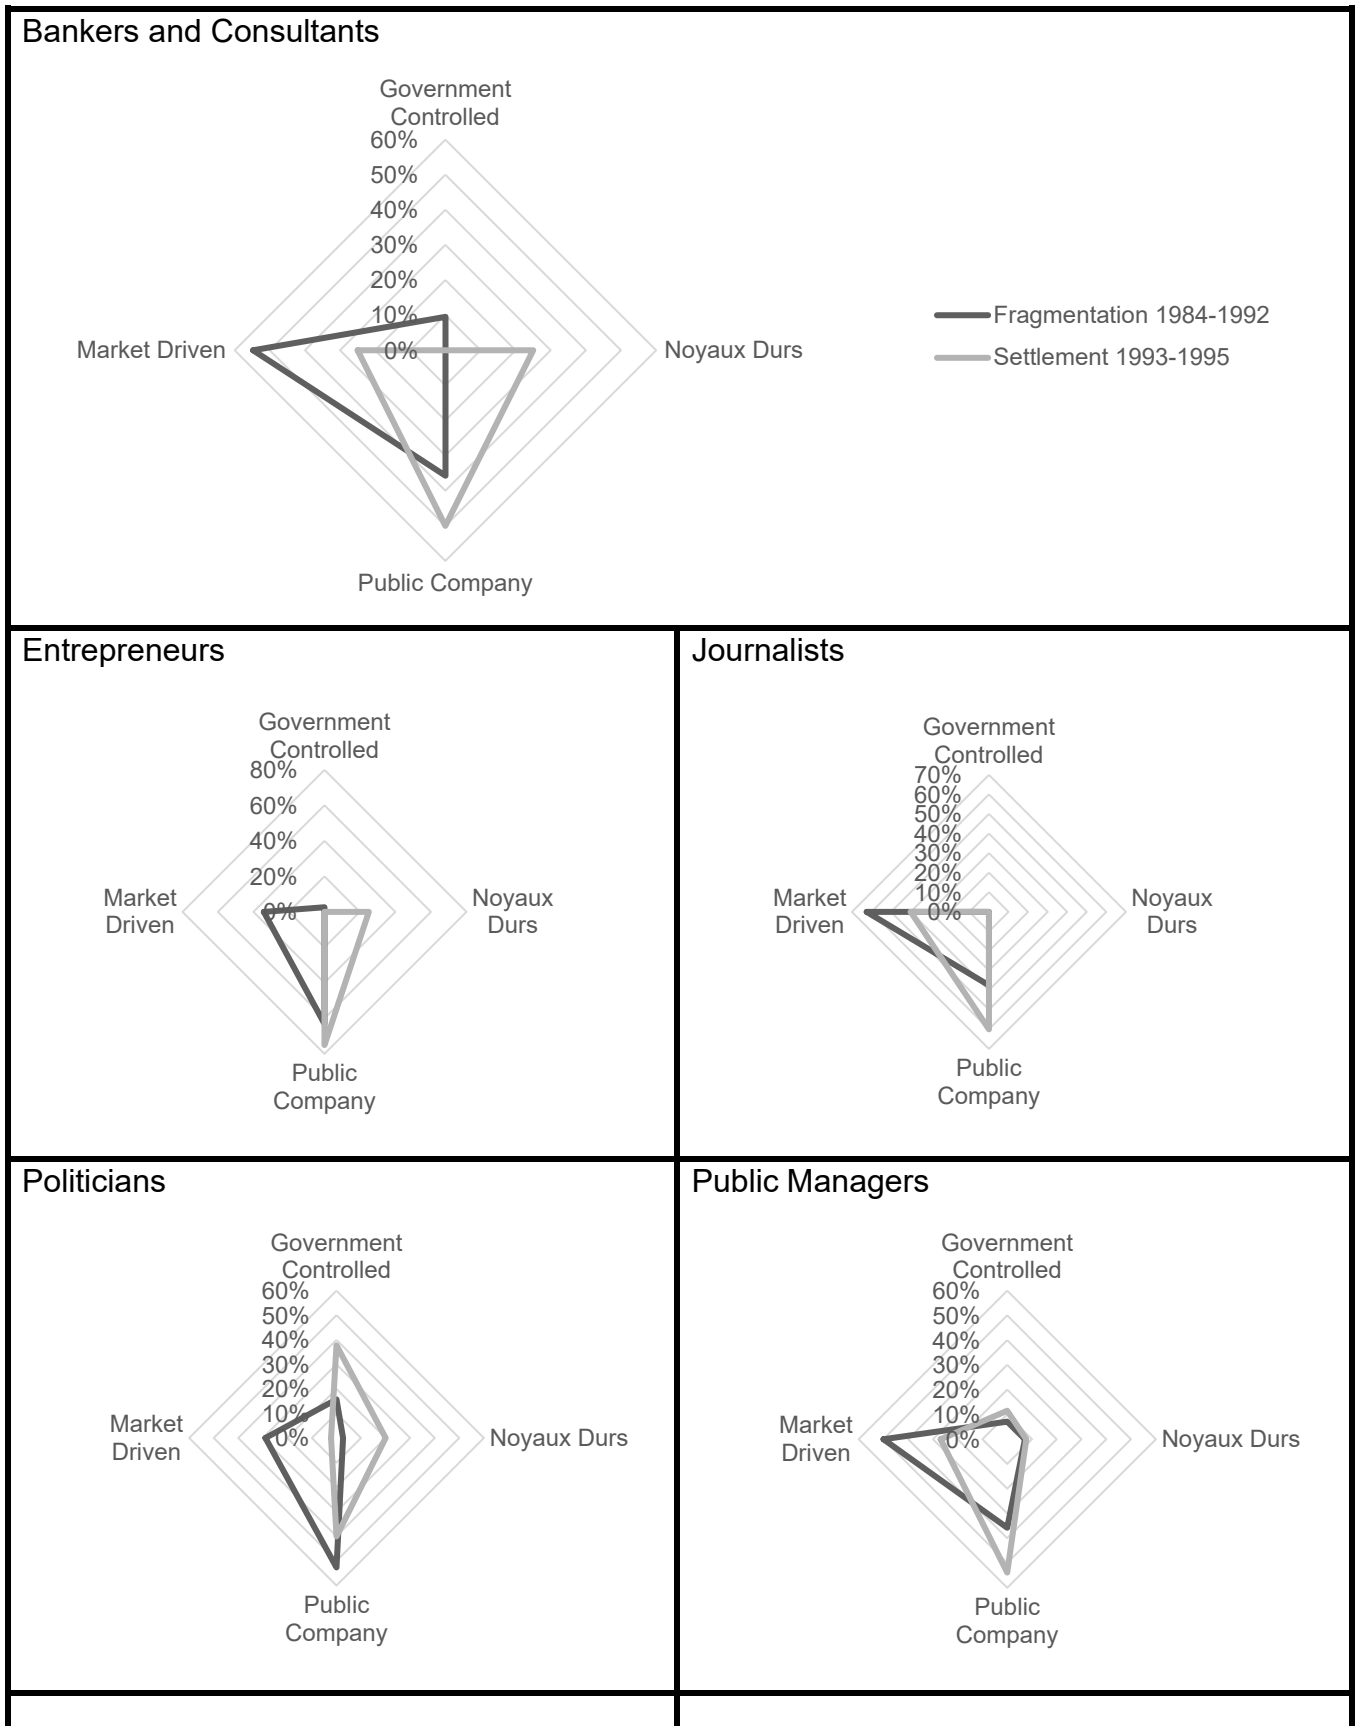 Bankers and Consultants
Government
Controlled
60%
50%
40%
30%
20%
10%
0%
Market Driven
Noyaux Durs
Public Company
Fragmentation 1984-1992
Settlement 1993-1995
Entrepreneurs
Government
Controlled
80%
60%
40%
20%
0%
Market
Driven
Noyaux
Durs
Public
Company
Journalists
Government
Controlled
70%
60%
50%
40%
30%
20%
10%
0%
Market
Driven
Noyaux
Durs
Public
Company
Politicians
Government
Controlled
60%
50%
40%
30%
20%
10%
0%
Market
Driven
Noyaux Durs
Public
Company
Public Managers
Government
Controlled
60%
50%
40%
30%
20%
10%
0%
Market
Driven
Noyaux Durs
Public
Company